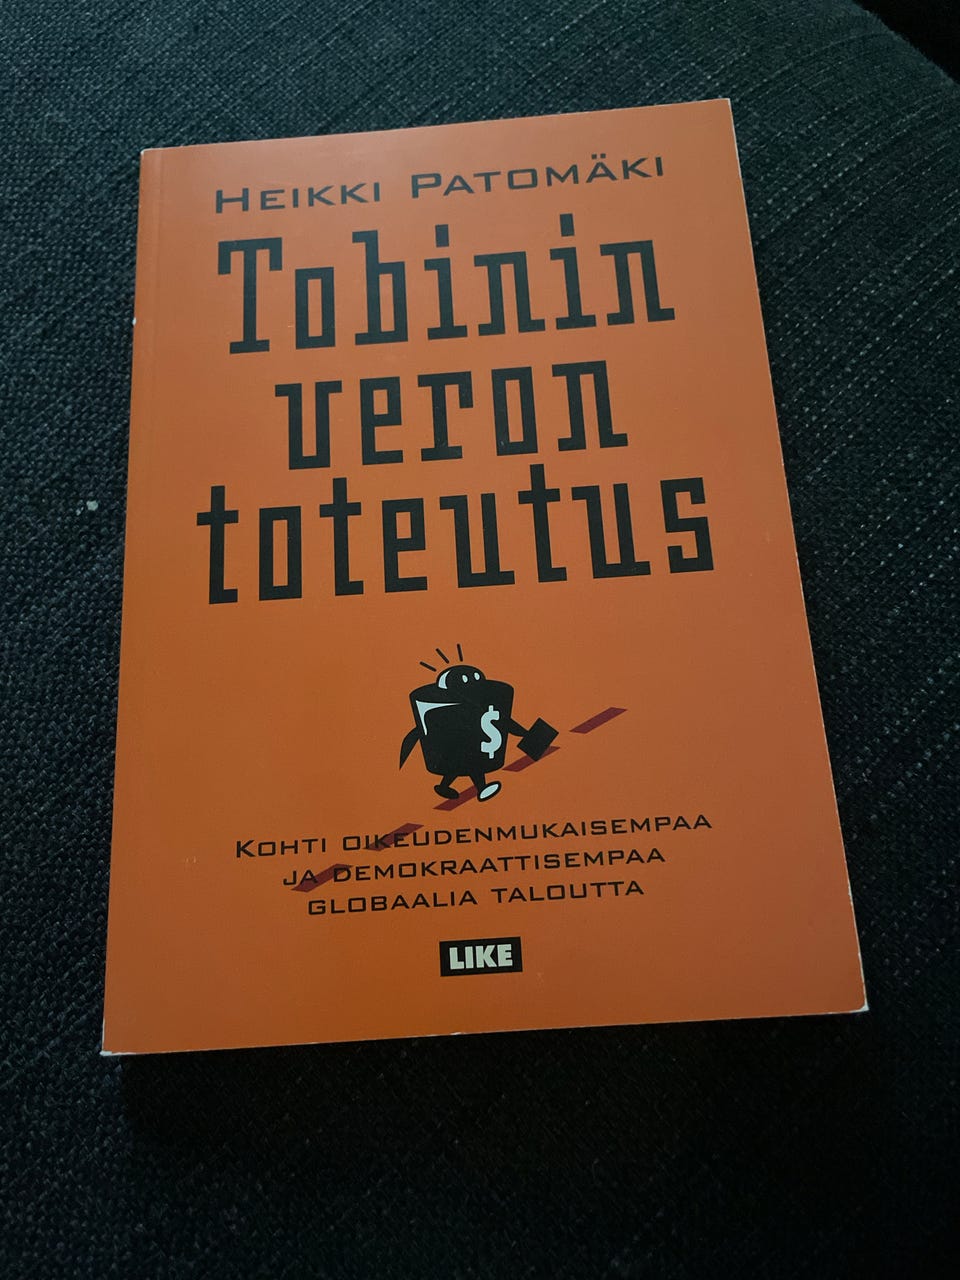 Heikki Patomäki
Tobinin
veron
toteutus
$
Kohti oikeudenmukaisempaa
ja demokraattisempaa
globaalia taloutta
LIKE